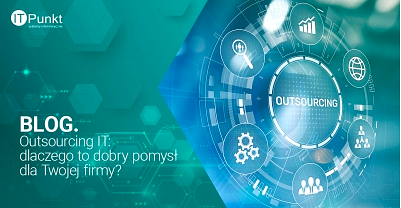 IT Punkt
BLOG.
Outsourcing IT:
dlaczego to dobry pomysł
dla Twojej firmy?
OUTSOURCING